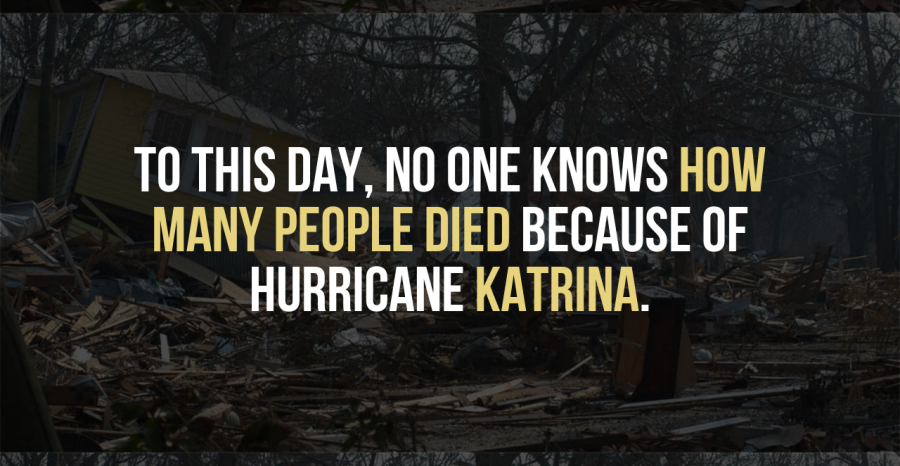 TO THIS DAY, NO ONE KNOWS HOW
MANY PEOPLE DIED BECAUSE OF
HURRICANE KATRINA.